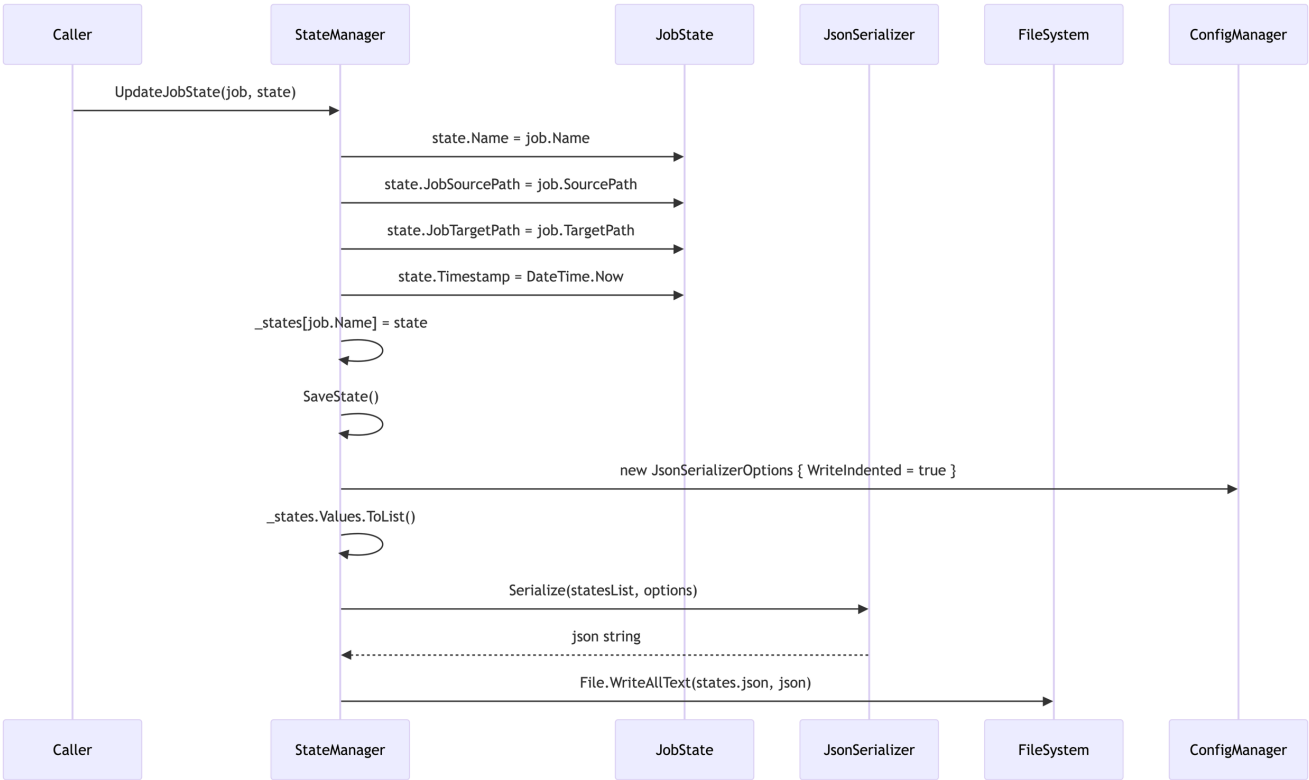 Caller
StateManager
JobState
JsonSerializer
FileSystem
ConfigManager
UpdateJobState(job, state)
state.Name = job.Name
state.JobSourcePath = job.SourcePath
state.JobTargetPath = job.TargetPath
state.Timestamp = DateTime.Now
_states[job.Name] = state
SaveState()
new JsonSerializerOptions { WriteIndented = true }
_states.Values.ToList()
Serialize(statesList, options)
json string
File.WriteAllText(states.json, json)
Caller
StateManager
JobState
JsonSerializer
FileSystem
ConfigManager